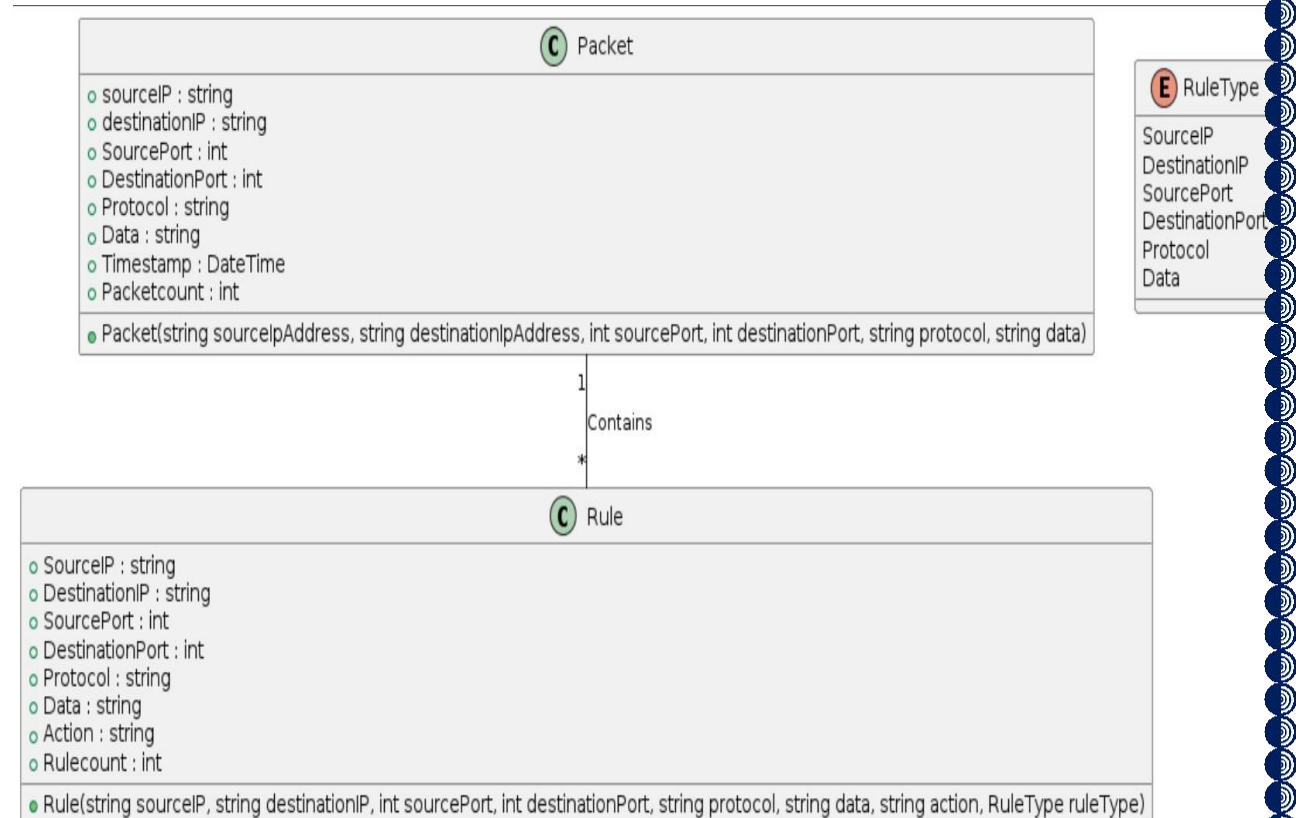 C Packet
sourceIP : string
destinationIP : string
SourcePort : int
DestinationPort : int
Protocol : string
Data : string
Timestamp : DateTime
Packetcount : int
Packet(string sourceIpAddress, string destinationIpAddress, int sourcePort, int destinationPort, string protocol, string data)
E RuleType
SourceIP
DestinationIP
SourcePort
DestinationPort
Protocol
Data
1
Contains
*
C Rule
SourceIP : string
DestinationIP : string
SourcePort : int
DestinationPort : int
Protocol : string
Data : string
Action : string
Rulecount : int
Rule(string sourceIP, string destinationIP, int sourcePort, int destinationPort, string protocol, string data, string action, RuleType ruleType)